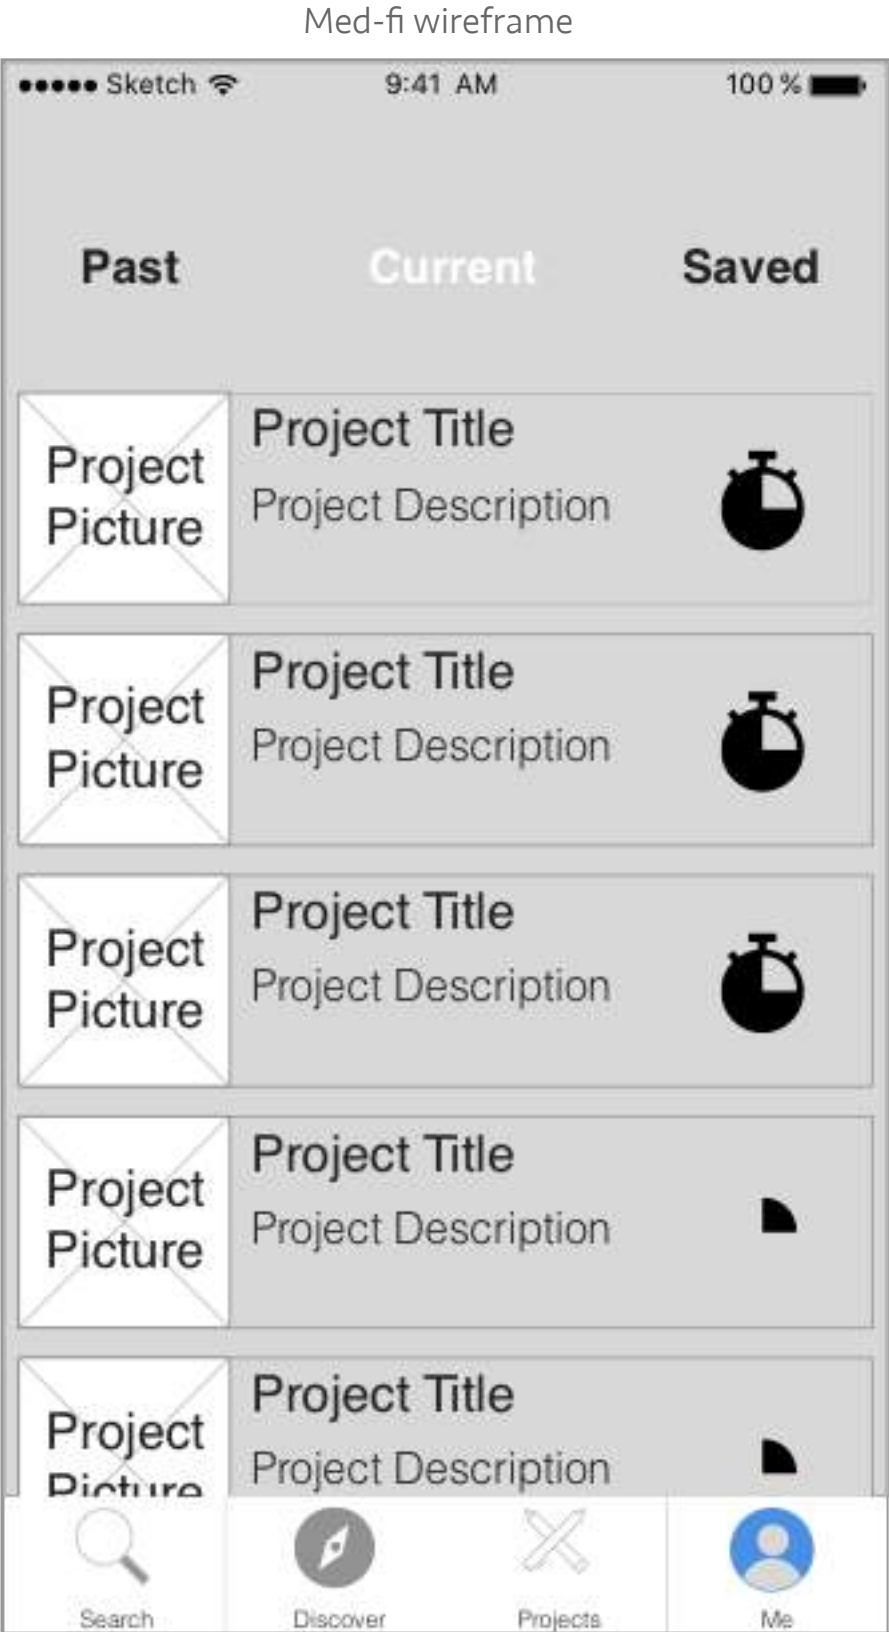 Med-fi wireframe
Sketch 9:41 AM 100 %
Past Current Saved
Project Picture
Project Title
Project Description
Project Picture
Project Title
Project Description
Project Picture
Project Title
Project Description
Project Picture
Project Title
Project Description
Project Picture
Project Title
Project Description
Search Discover Projects Me